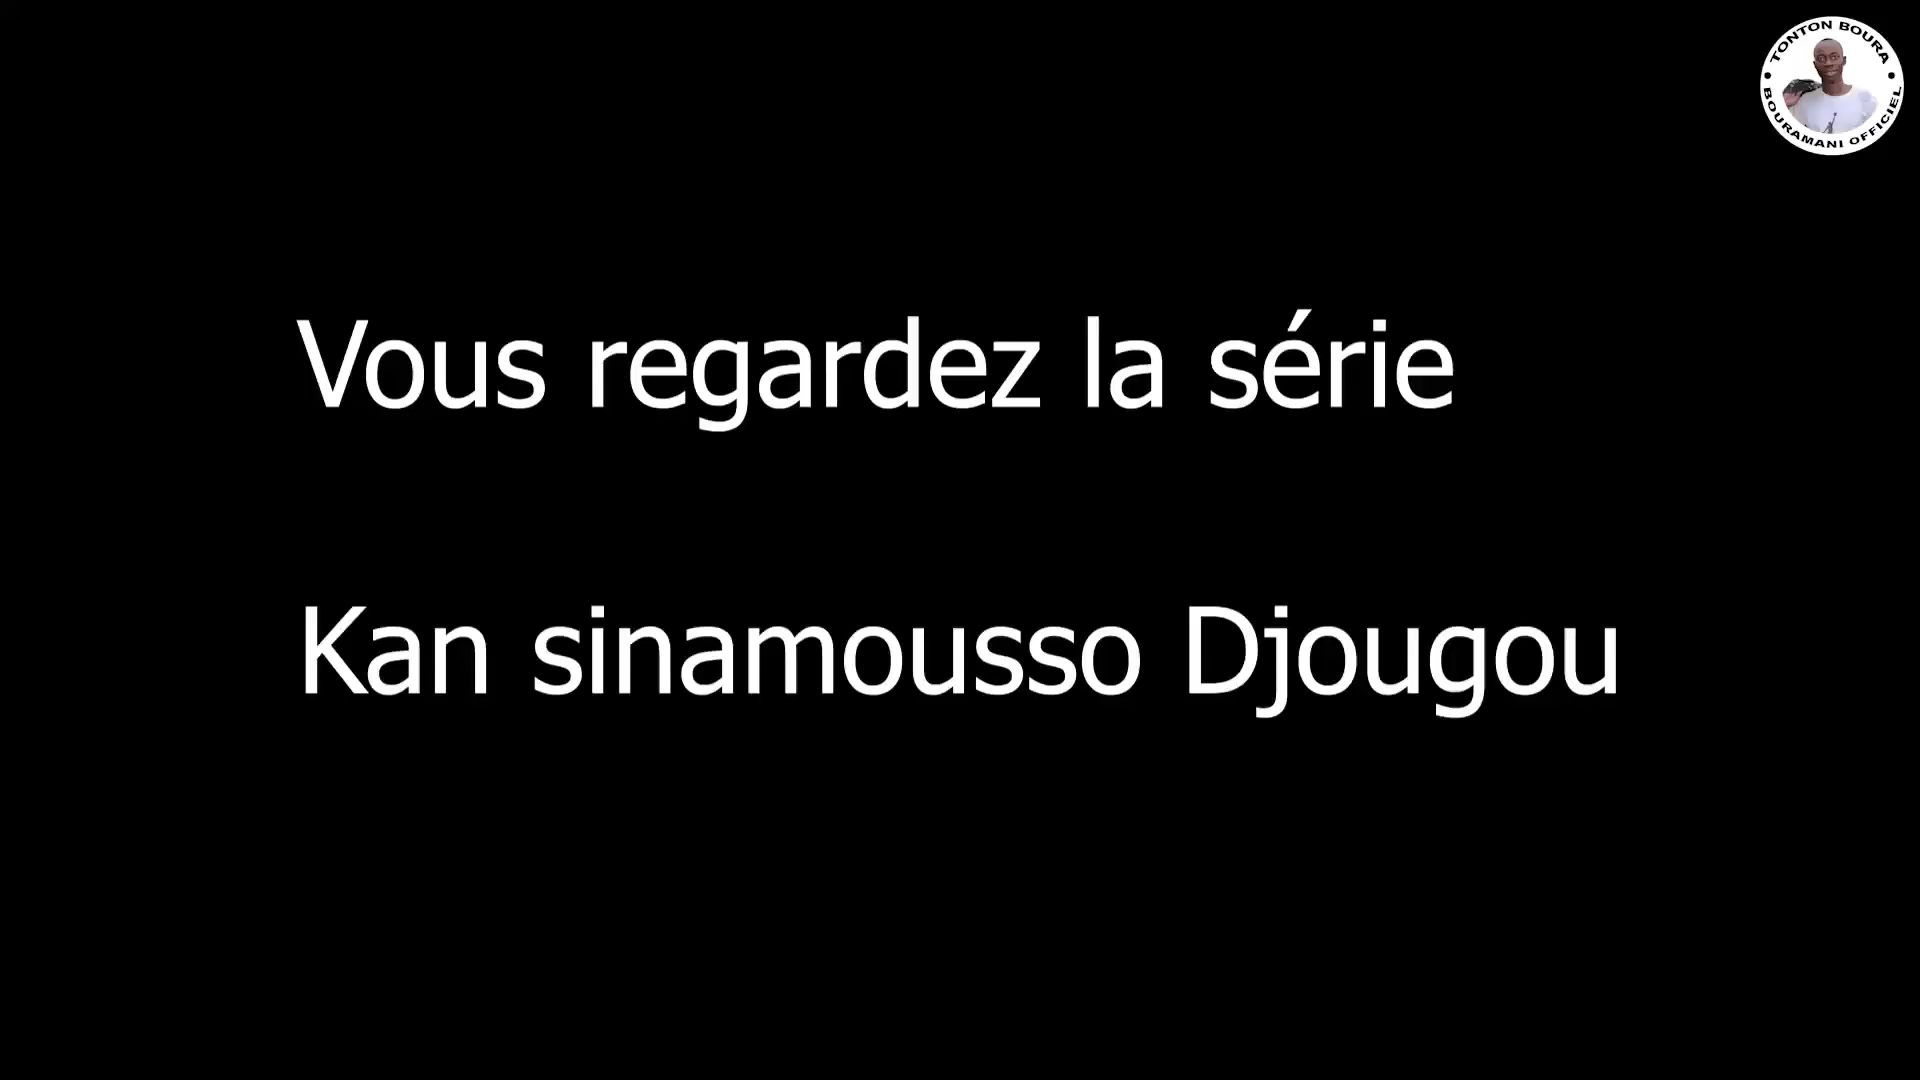 TONTON BOURA
BOURAMANI OFFICIEL
Vous regardez la série
Kan sinamousso Djougou